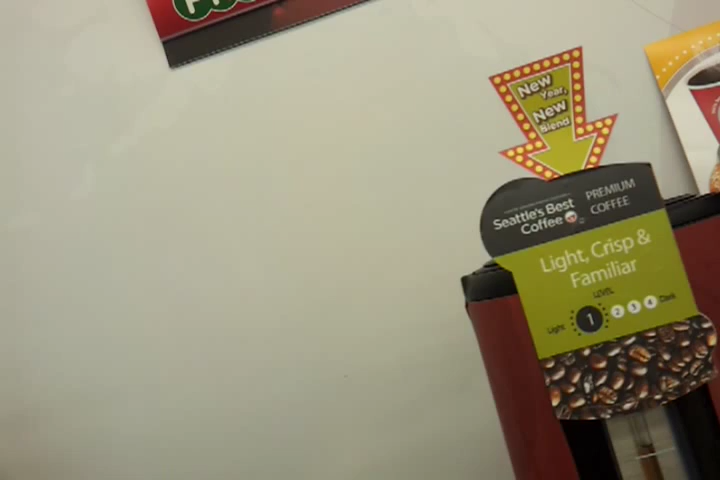 New
Year,
New
Blend
Seattle's Best
Coffee
PREMIUM
COFFEE
Light, Crisp &
Familiar
LEVEL
Light 1 2 3 4 Dark